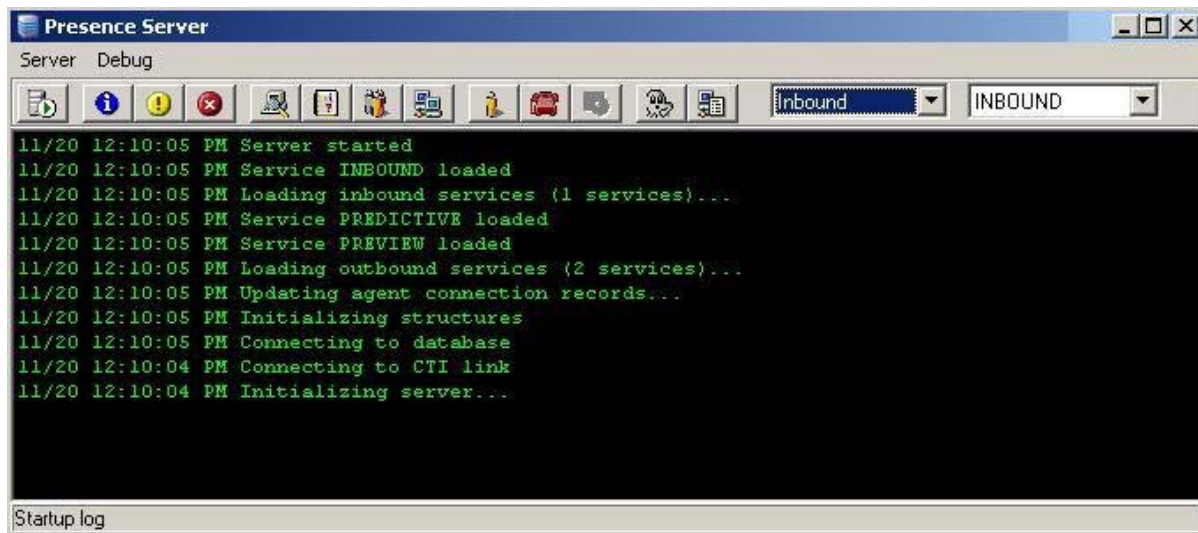 Presence Server
Server Debug
Inbound INBOUND
11/20 12:10:05 PM Server started
11/20 12:10:05 PM Service INBOUND loaded
11/20 12:10:05 PM Loading inbound services (1 services)...
11/20 12:10:05 PM Service PREDICTIVE loaded
11/20 12:10:05 PM Service PREVIEW loaded
11/20 12:10:05 PM Loading outbound services (2 services)...
11/20 12:10:05 PM Updating agent connection records...
11/20 12:10:05 PM Initializing structures
11/20 12:10:05 PM Connecting to database
11/20 12:10:04 PM Connecting to CTI link
11/20 12:10:04 PM Initializing server...
Startup log